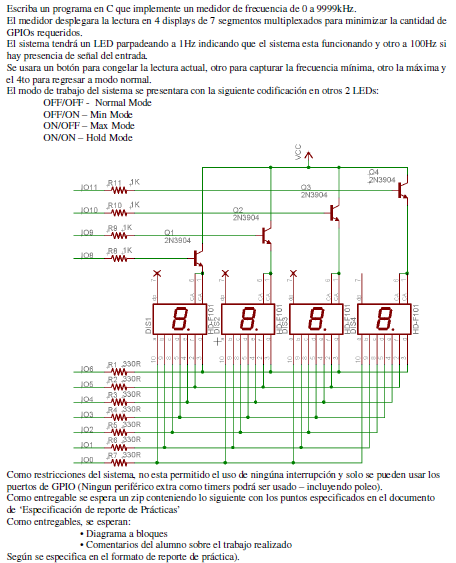 Escriba un programa en C que implemente un medidor de frecuencia de 0 a 9999kHz.
El medidor desplegara la lectura en 4 displays de 7 segmentos multiplexados para minimizar la cantidad de
GPIOs requeridos.
El sistema tendrá un LED parpadeando a 1Hz indicando que el sistema esta funcionando y otro a 100Hz si
hay presencia de señal del entrada.
Se usara un botón para congelar la lectura actual, otro para capturar la frecuencia mínima, otro la máxima y
el 4to para regresar a modo normal.
El modo de trabajo del sistema se presentara con la siguiente codificación en otros 2 LEDs:
OFF/OFF - Normal Mode
OFF/ON – Min Mode
ON/OFF – Max Mode
ON/ON – Hold Mode
VCC
Q4
2N3904
IO11 R11 1K
Q3
2N3904
IO10 R10 1K
Q2
2N3904
IO9 R9 1K
Q1
2N3904
IO8 R8 1K
DIS1 HD-F101 DIS2 HD-F101 DIS3 HD-F101 DIS4 HD-F101
IO6 R1 330R
IO5 R2 330R
IO4 R3 330R
IO3 R4 330R
IO2 R5 330R
IO1 R6 330R
IO0 R7 330R
Como restricciones del sistema, no esta permitido el uso de ningúna interrupción y solo se pueden usar los
puertos de GPIO (Ningun periférico extra como timers podrá ser usado – incluyendo poleo).
Como entregable se espera un zip conteniendo lo siguiente con los puntos especificados en el documento
de ‘Especificación de reporte de Prácticas’
Como entregables, se esperan:
• Diagrama a bloques
• Comentarios del alumno sobre el trabajo realizado
Según se especifica en el formato de reporte de práctica).